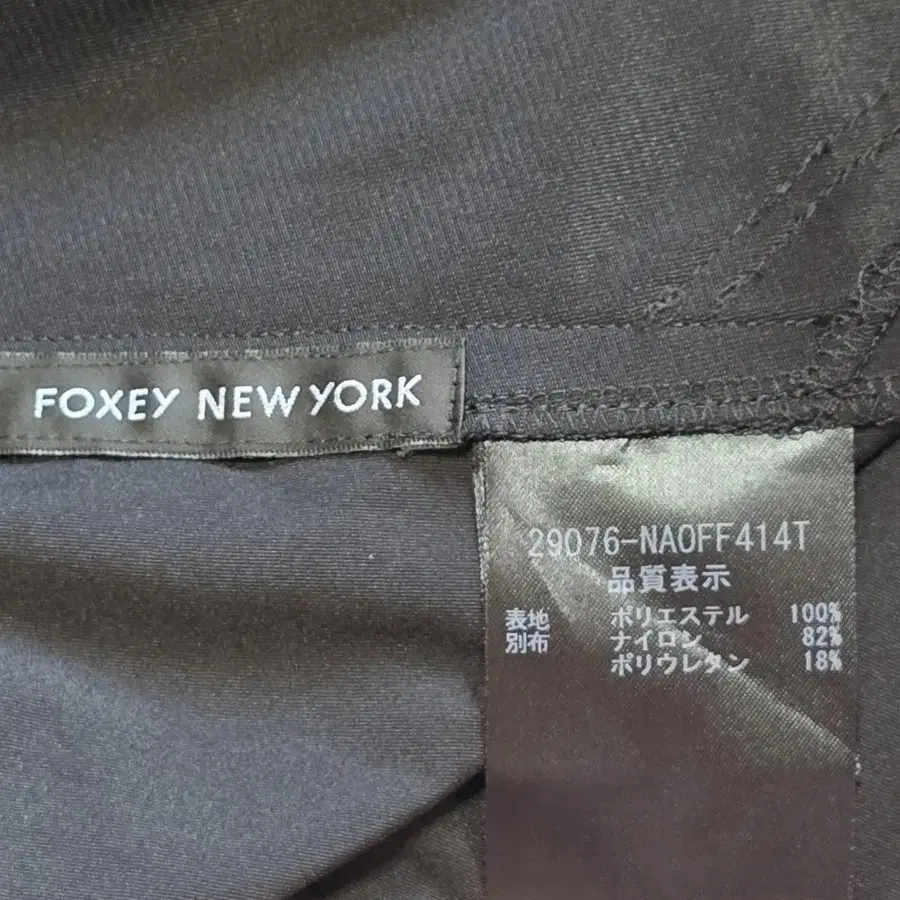 FOXEY NEW YORK
29076-NAOFF414T
品質表示
表地 ポリエステル 100%
別布 ナイロン 82%
ポリウレタン 18%